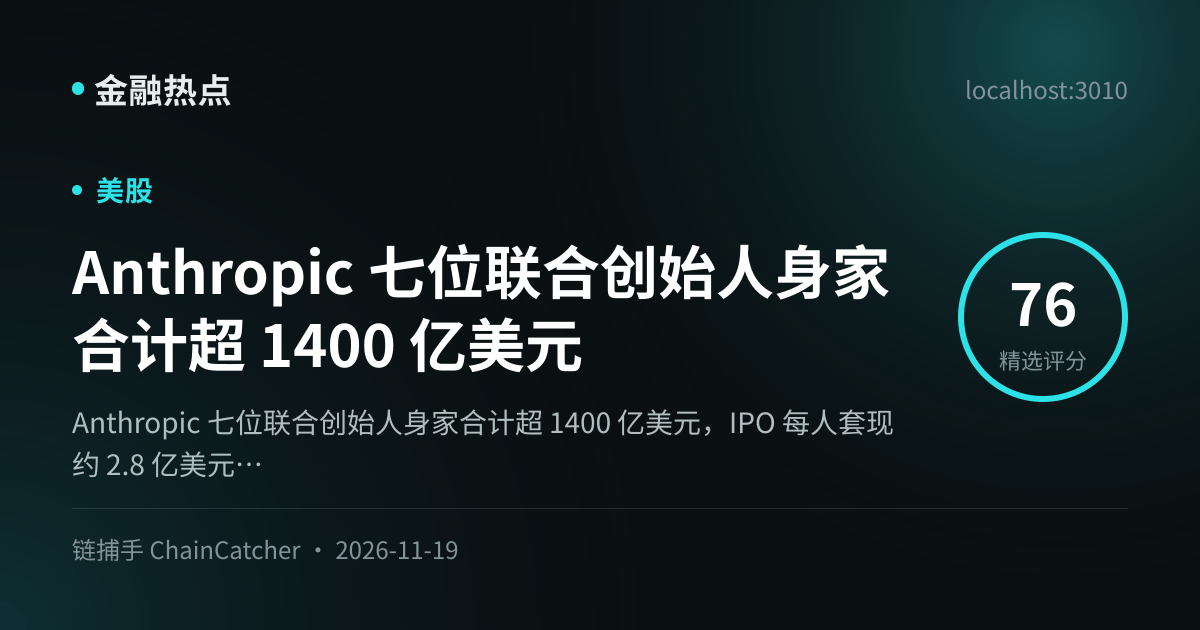 金融热点
localhost:3010
美股
Anthropic 七位联合创始人身家
合计超 1400 亿美元
76
精选评分
Anthropic 七位联合创始人身家合计超 1400 亿美元，IPO 每人套现
约 2.8 亿美元…
链捕手 ChainCatcher · 2026-11-19